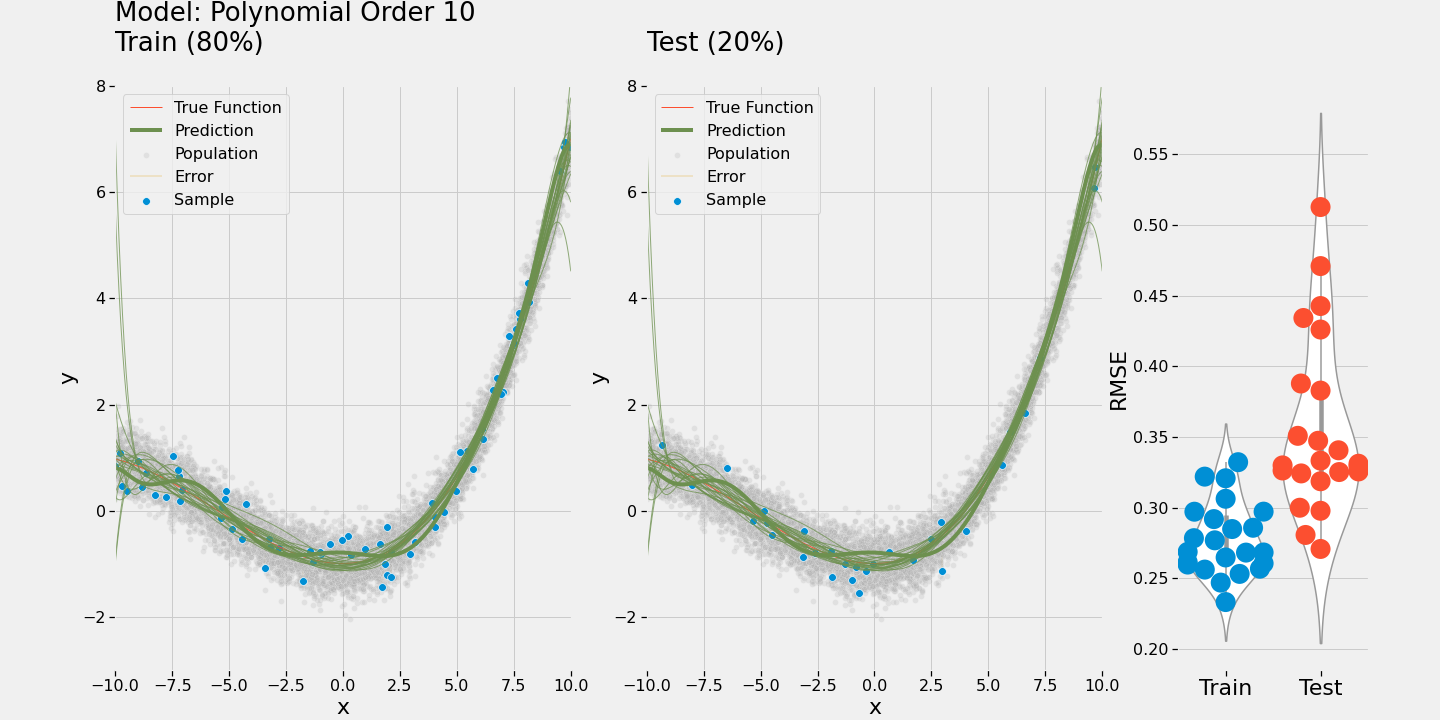 Model: Polynomial Order 10
Train (80%)
Test (20%)
8
6
4
2
0
−2
y
True Function
Prediction
Population
Error
Sample
−10.0 −7.5 −5.0 −2.5 0.0 2.5 5.0 7.5 10.0
x
8
6
4
2
0
−2
y
True Function
Prediction
Population
Error
Sample
−10.0 −7.5 −5.0 −2.5 0.0 2.5 5.0 7.5 10.0
x
0.55
0.50
0.45
0.40
0.35
0.30
0.25
0.20
RMSE
Train Test